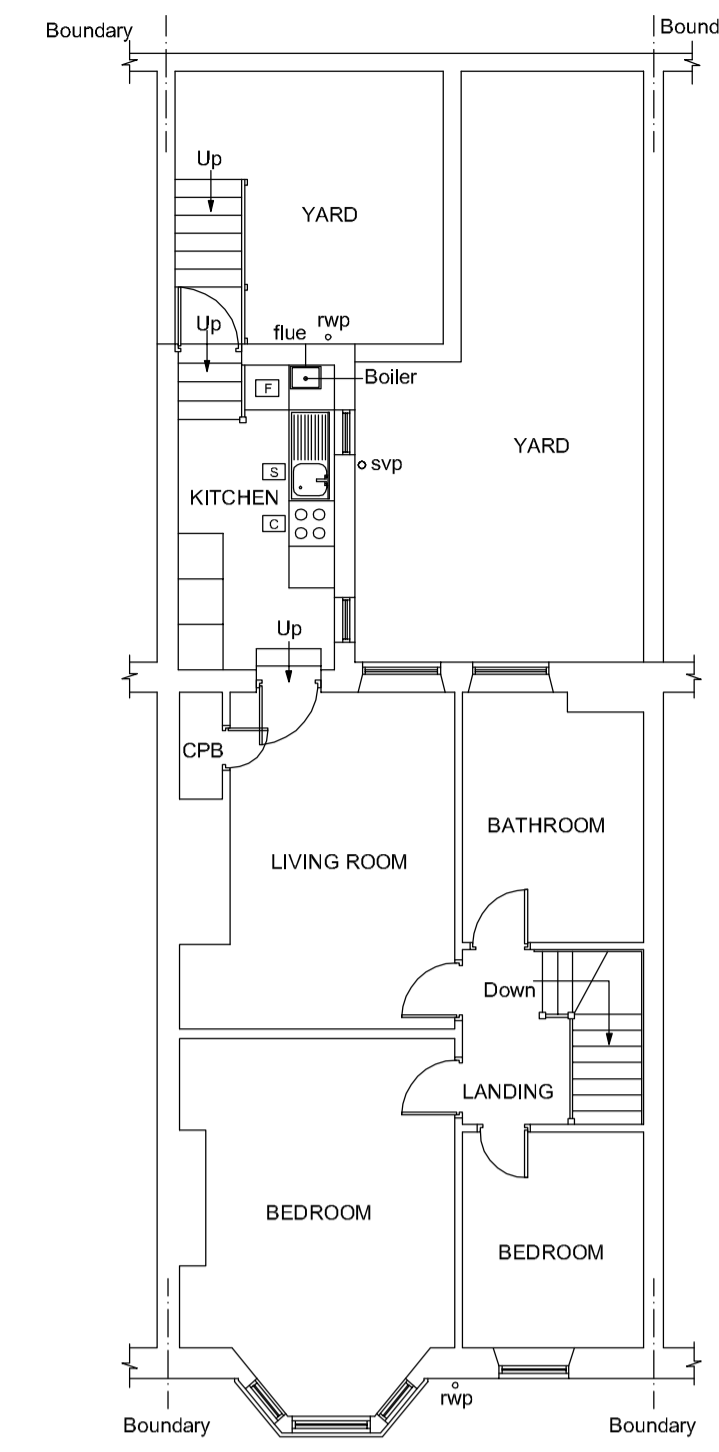 Boundary
Bound
Up
YARD
Up
flue
rwp
F
Boiler
YARD
svp
S
KITCHEN
C
Up
CPB
BATHROOM
LIVING ROOM
Down
LANDING
BEDROOM
BEDROOM
rwp
Boundary
Boundary